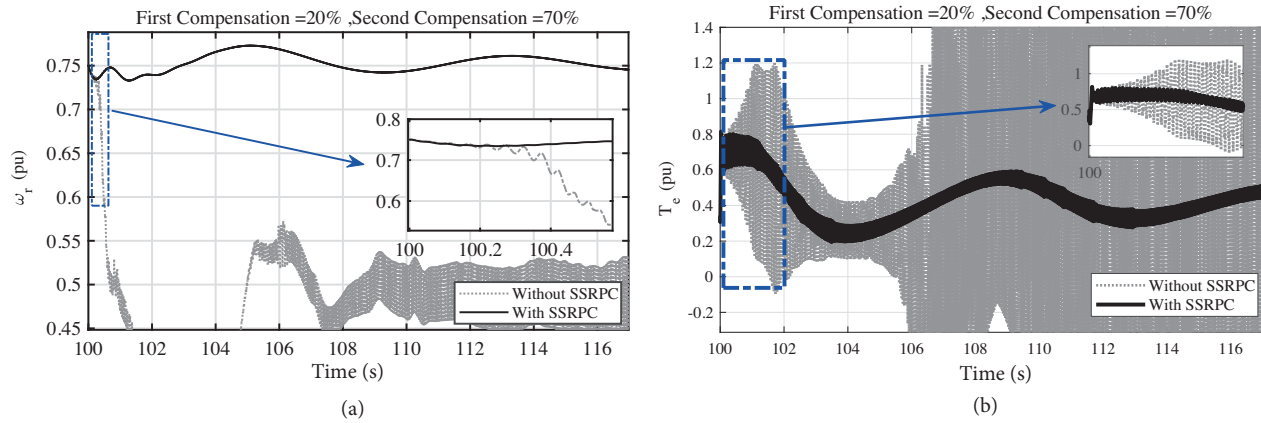 First Compensation =20% ,Second Compensation =70%
0.75
0.7
0.65
0.6
0.55
0.5
0.45
ω_r (pu)
0.8
0.7
0.6
100
100.2
100.4
Without SSRPC
With SSRPC
100 102 104 106 108 110 112 114 116
Time (s)
(a)
First Compensation =20% ,Second Compensation =70%
1.4
1.2
1
0.8
0.6
0.4
0.2
0
-0.2
T_e (pu)
1
0.5
0
100
Without SSRPC
With SSRPC
100 102 104 106 108 110 112 114 116
Time (s)
(b)